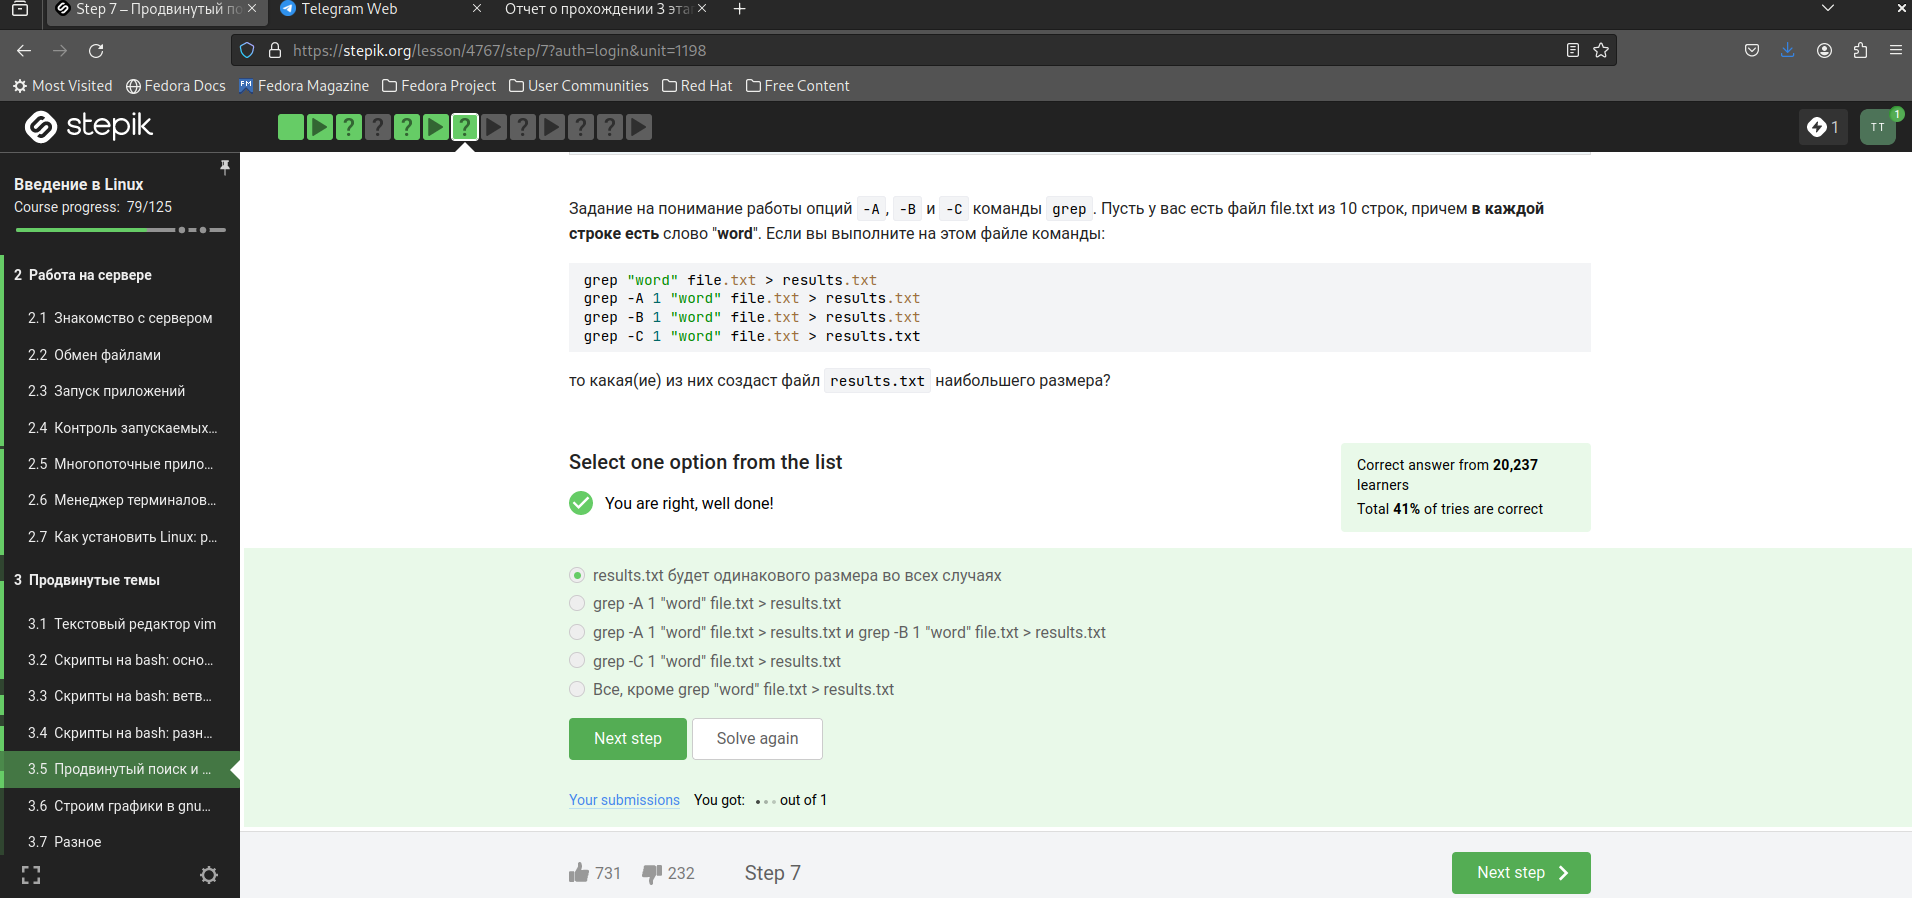 Step 7 – Продвинутый по
Telegram Web
Отчет о прохождении 3 эта
https://stepik.org/lesson/4767/step/7?auth=login&unit=1198
Most Visited
Fedora Docs
Fedora Magazine
Fedora Project
User Communities
Red Hat
Free Content
stepik
1
TT
1
Введение в Linux
Course progress: 79/125
2 Работа на сервере
2.1 Знакомство с сервером
2.2 Обмен файлами
2.3 Запуск приложений
2.4 Контроль запускаемых...
2.5 Многопоточные прило...
2.6 Менеджер терминалов...
2.7 Как установить Linux: р...
3 Продвинутые темы
3.1 Текстовый редактор vim
3.2 Скрипты на bash: осно...
3.3 Скрипты на bash: ветв...
3.4 Скрипты на bash: разн...
3.5 Продвинутый поиск и ...
3.6 Строим графики в gnu...
3.7 Разное
Задание на понимание работы опций -A, -B и -C команды grep. Пусть у вас есть файл file.txt из 10 строк, причем в каждой
строке есть слово "word". Если вы выполните на этом файле команды:
grep "word" file.txt > results.txt
grep -A 1 "word" file.txt > results.txt
grep -B 1 "word" file.txt > results.txt
grep -C 1 "word" file.txt > results.txt
то какая(ие) из них создаст файл results.txt наибольшего размера?
Select one option from the list
You are right, well done!
Correct answer from 20,237
learners
Total 41% of tries are correct
results.txt будет одинакового размера во всех случаях
grep -A 1 "word" file.txt > results.txt
grep -A 1 "word" file.txt > results.txt и grep -B 1 "word" file.txt > results.txt
grep -C 1 "word" file.txt > results.txt
Все, кроме grep "word" file.txt > results.txt
Next step
Solve again
Your submissions You got: ... out of 1
731
232
Step 7
Next step